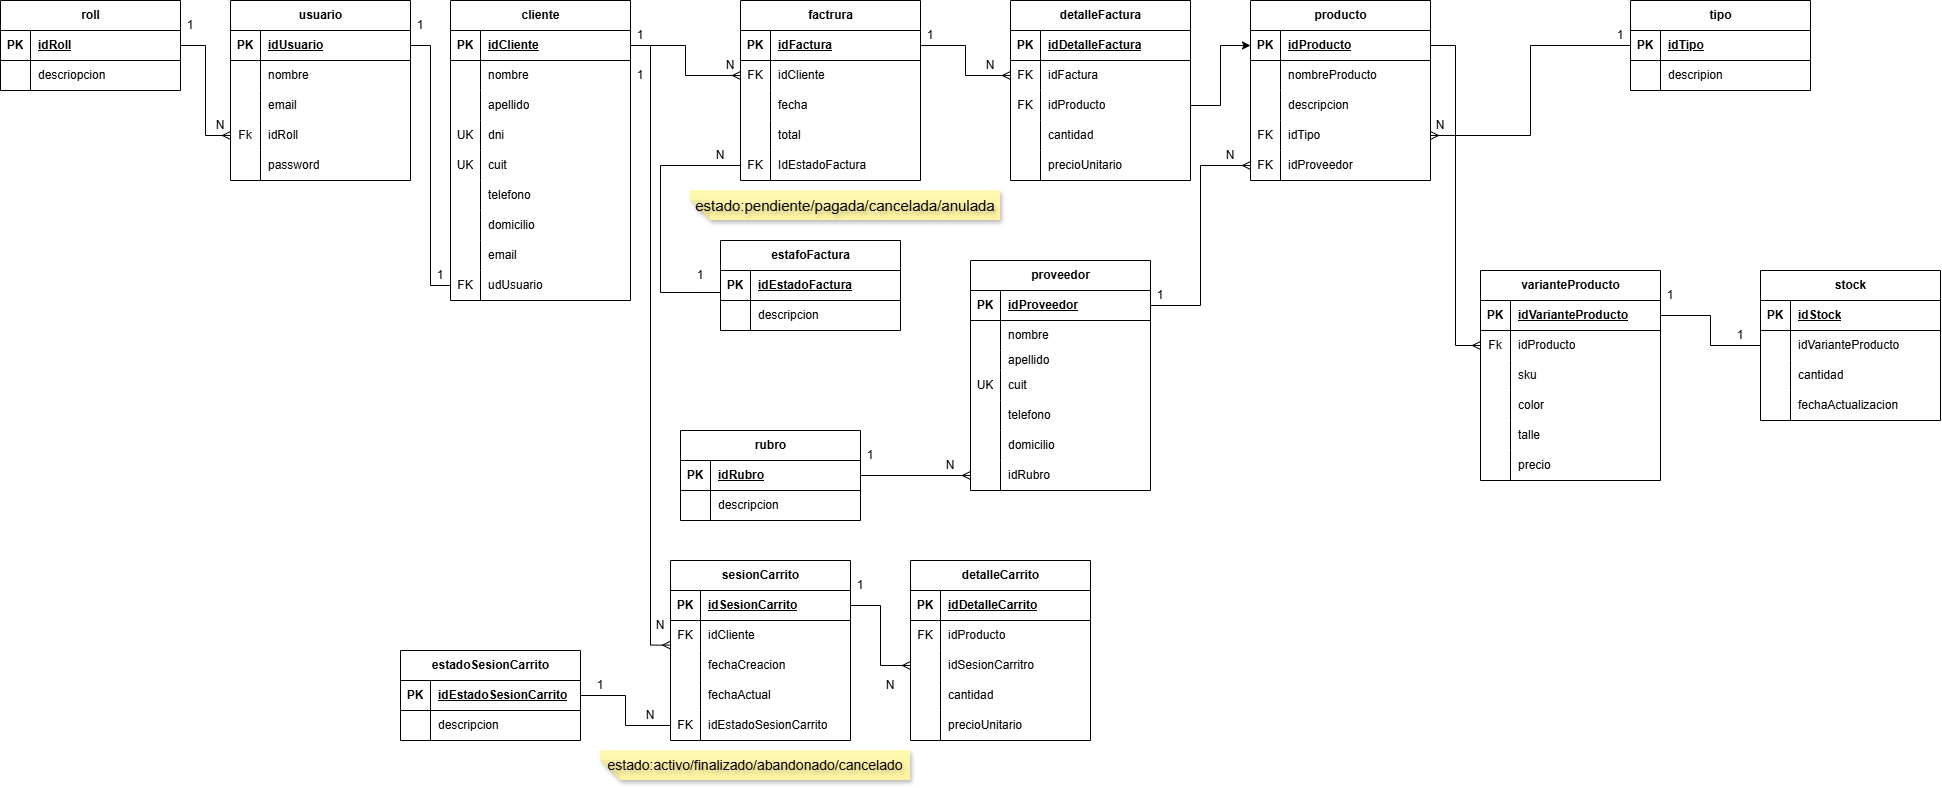 roll
PK idRoll
descriopcion
1
N
usuario
PK idUsuario
nombre
email
Fk idRoll
password
1
1
cliente
PK idCliente
nombre
apellido
UK dni
UK cuit
telefono
domicilio
email
FK udUsuario
1
1
N
factrura
PK idFactura
FK idCliente
fecha
total
FK IdEstadoFactura
1
N
N
estado:pendiente/pagada/cancelada/anulada
1
estafoFactura
PK idEstadoFactura
descripcion
detalleFactura
PK idDetalleFactura
FK idFactura
FK idProducto
cantidad
precioUnitario
producto
PK idProducto
nombreProducto
descripcion
FK idTipo
FK idProveedor
N
N
1
tipo
PK idTipo
descripion
proveedor
PK idProveedor
nombre
apellido
UK cuit
telefono
domicilio
idRubro
1
varianteProducto
PK idVarianteProducto
Fk idProducto
sku
color
talle
precio
1
1
stock
PK idStock
idVarianteProducto
cantidad
fechaActualizacion
rubro
PK idRubro
descripcion
1
N
sesionCarrito
PK idSesionCarrito
FK idCliente
fechaCreacion
fechaActual
FK idEstadoSesionCarrito
N
1
N
detalleCarrito
PK idDetalleCarrito
FK idProducto
idSesionCarritro
cantidad
precioUnitario
estadoSesionCarrito
PK idEstadoSesionCarrito
descripcion
1
N
estado:activo/finalizado/abandonado/cancelado